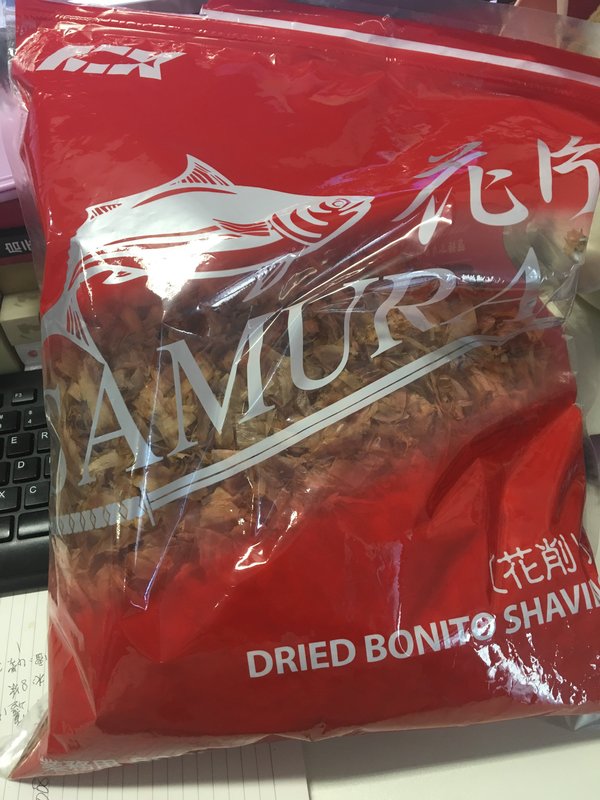 花片
SAMURA
(花削)
DRIED BONITO SHAVIN